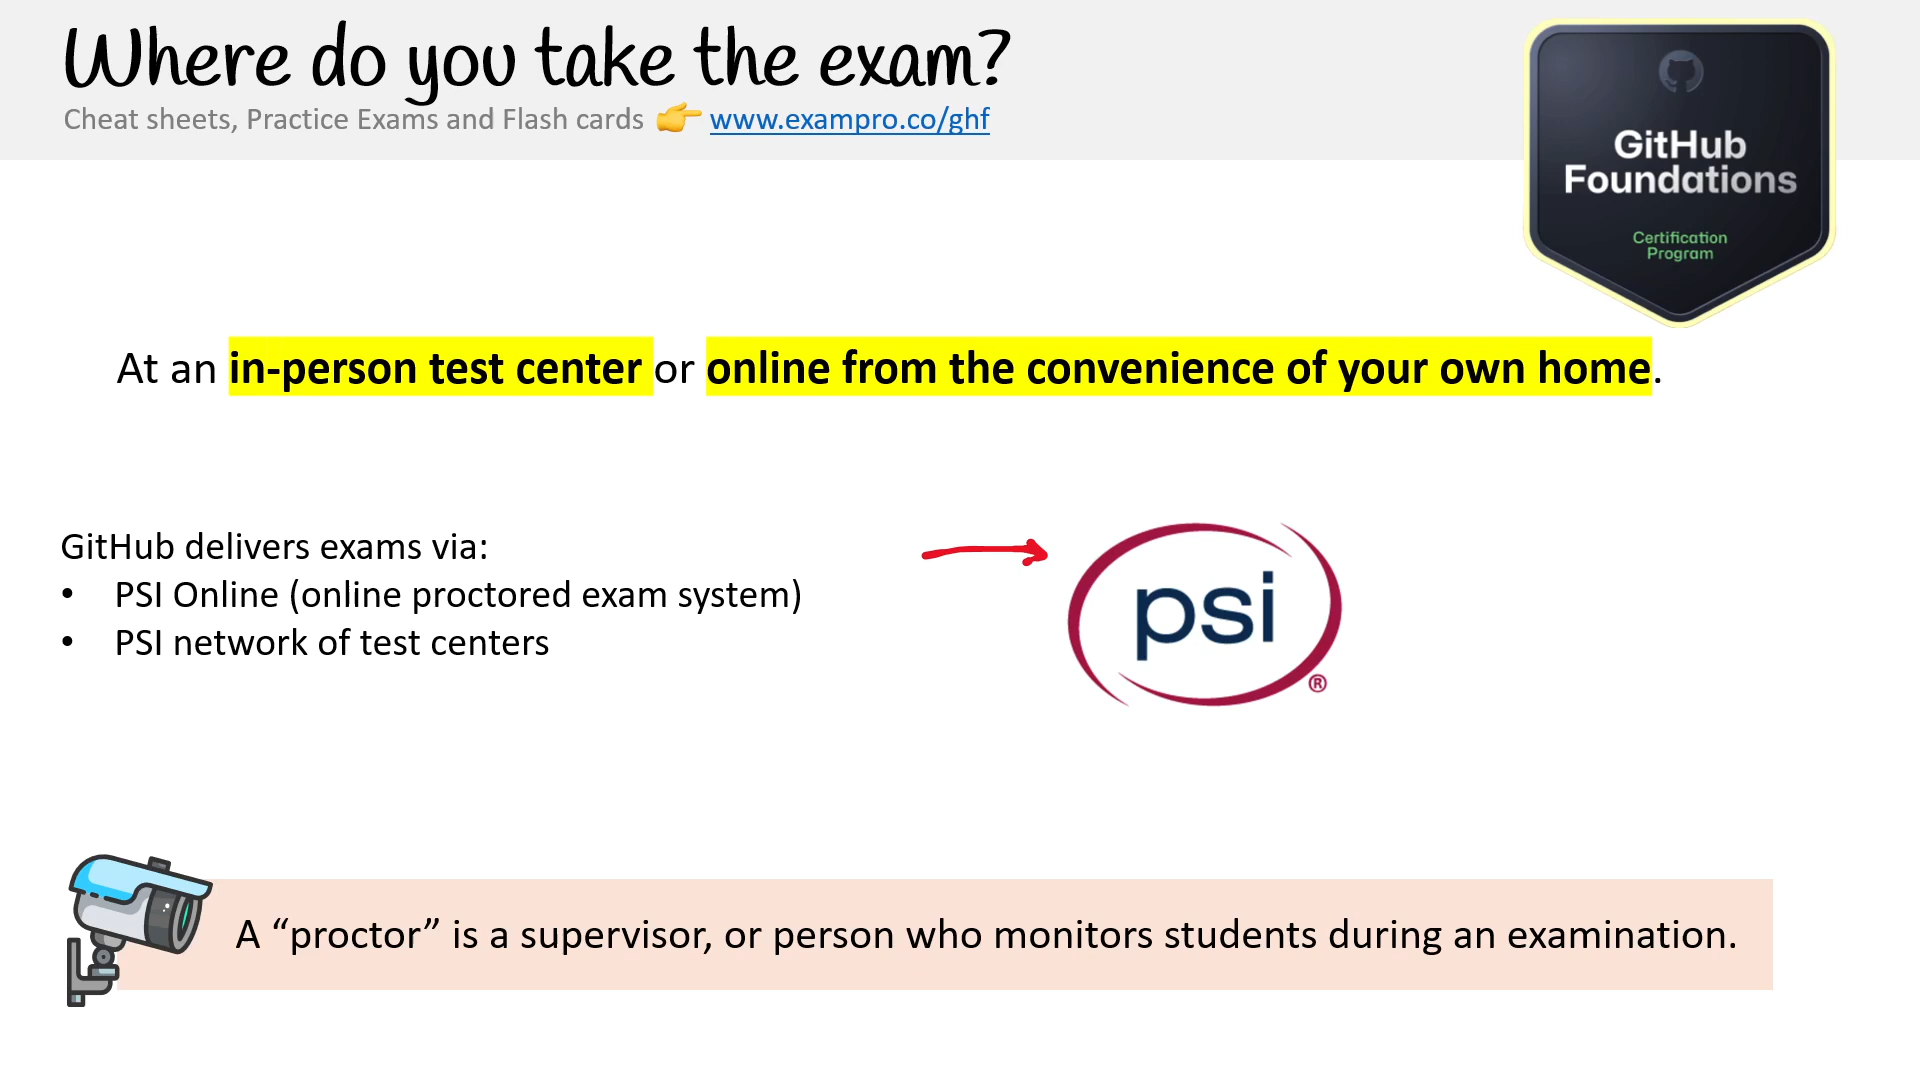 Where do you take the exam?
Cheat sheets, Practice Exams and Flash cards 👉 www.exampro.co/ghf
GitHub
Foundations
Certification
Program
At an in-person test center or online from the convenience of your own home.
GitHub delivers exams via:
• PSI Online (online proctored exam system)
• PSI network of test centers
psi
®
A “proctor” is a supervisor, or person who monitors students during an examination.